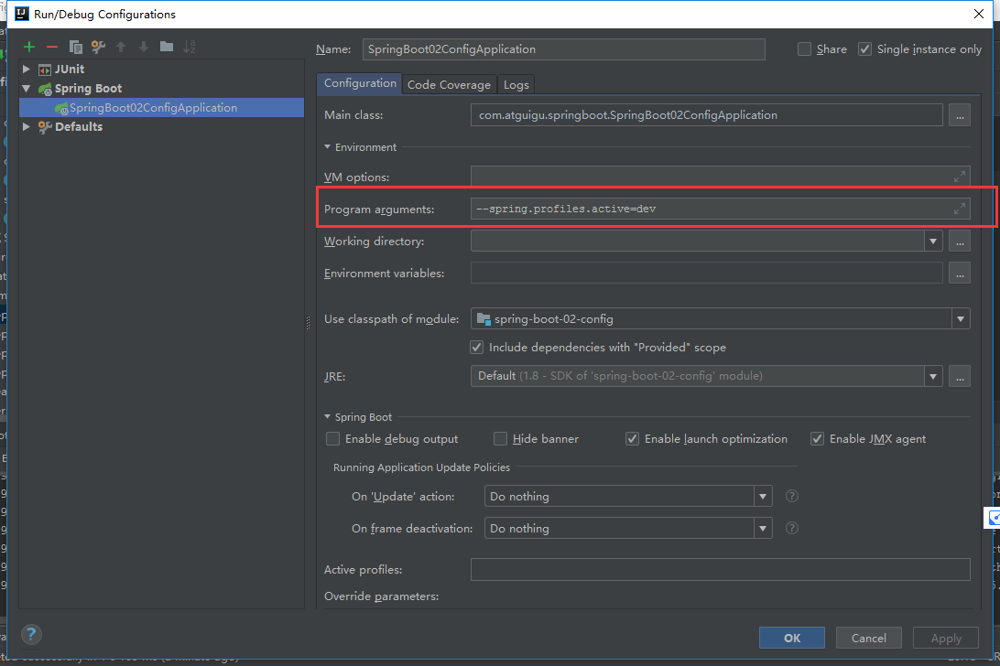 Run/Debug Configurations
Name: SpringBoot02ConfigApplication Share Single instance only
JUnit
Spring Boot
SpringBoot02ConfigApplication
Defaults
Configuration Code Coverage Logs
Main class: com.atguigu.springboot.SpringBoot02ConfigApplication ...
Environment
VM options:
Program arguments: --spring.profiles.active=dev
Working directory: ...
Environment variables: ...
Use classpath of module: spring-boot-02-config
Include dependencies with "Provided" scope
JRE: Default (1.8 - SDK of 'spring-boot-02-config' module) ...
Spring Boot
Enable debug output Hide banner Enable launch optimization Enable JMX agent
Running Application Update Policies
On 'Update' action: Do nothing ?
On frame deactivation: Do nothing ?
Active profiles:
Override parameters:
? OK Cancel Apply